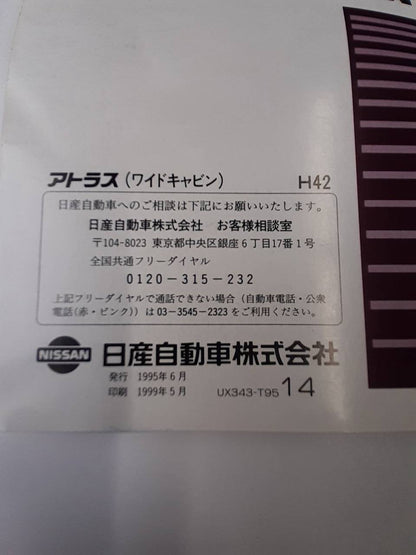 アトラス(ワイドキャビン) H42
日産自動車へのご相談は下記にお願いいたします。
日産自動車株式会社 お客様相談室
〒104-8023 東京都中央区銀座6丁目17番1号
全国共通フリーダイヤル
0120-315-232
上記フリーダイヤルで通話できない場合(自動車電話・公衆
電話(赤・ピンク))は03-3545-2323をご利用ください。
NISSAN 日産自動車株式会社
発行 1995年6月
印刷 1999年5月 UX343-T95 14